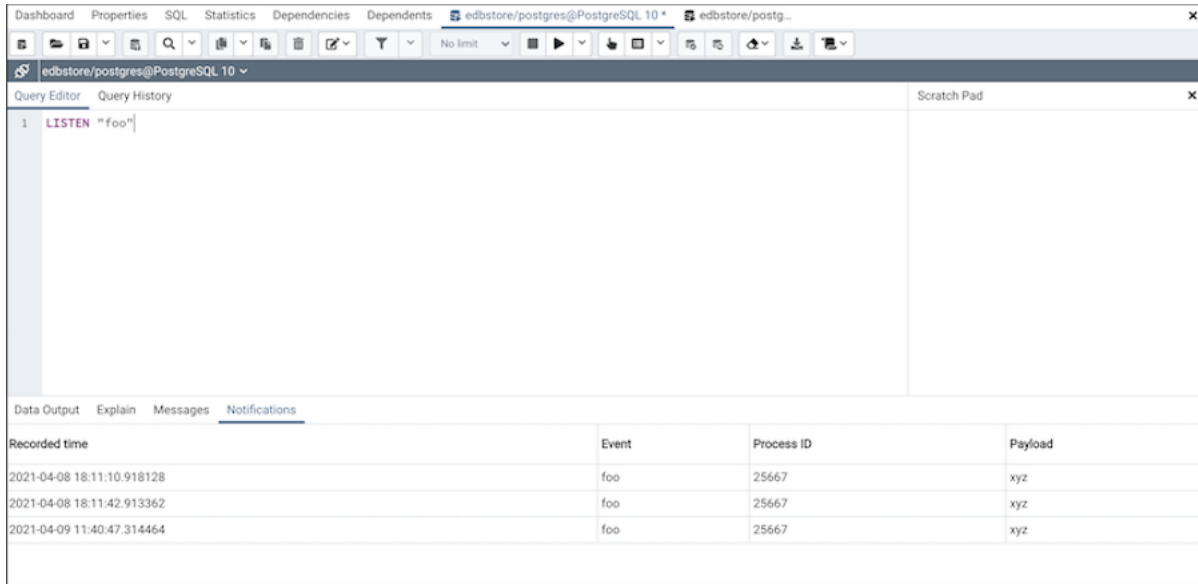 Dashboard Properties SQL Statistics Dependencies Dependents edbstore/postgres@PostgreSQL 10 * edbstore/postg...
No limit
edbstore/postgres@PostgreSQL 10
Query Editor Query History Scratch Pad
1 LISTEN "foo"
Data Output Explain Messages Notifications
Recorded time Event Process ID Payload
2021-04-08 18:11:10.918128 foo 25667 xyz
2021-04-08 18:11:42.913362 foo 25667 xyz
2021-04-09 11:40:47.314464 foo 25667 xyz